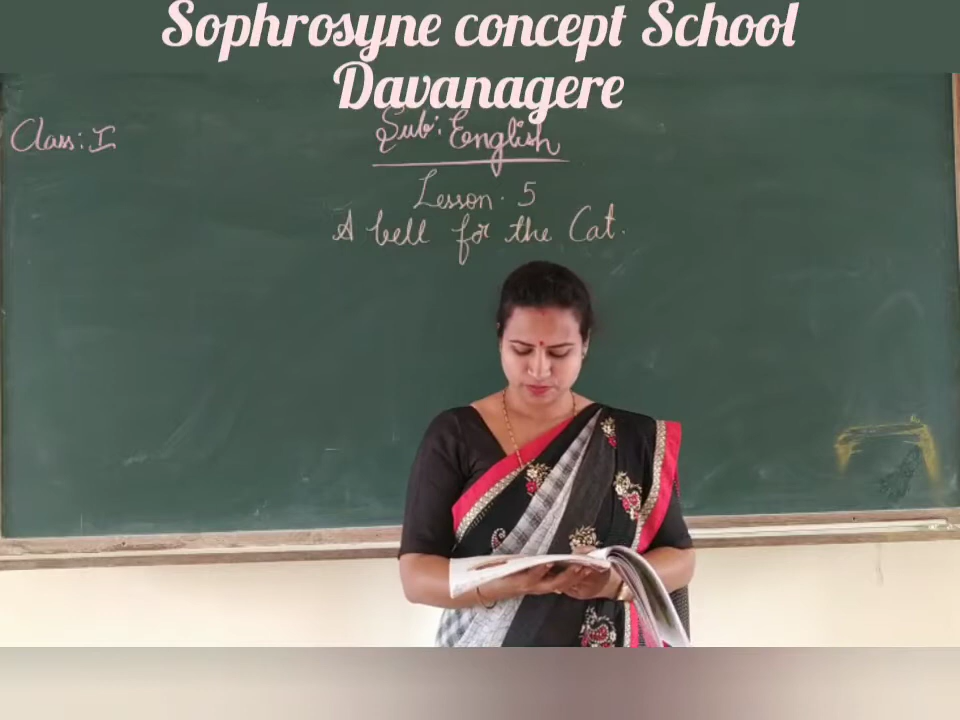 Sophrosyne concept School
Davanagere
Class: I
Sub: English
Lesson. 5
A bell for the Cat.